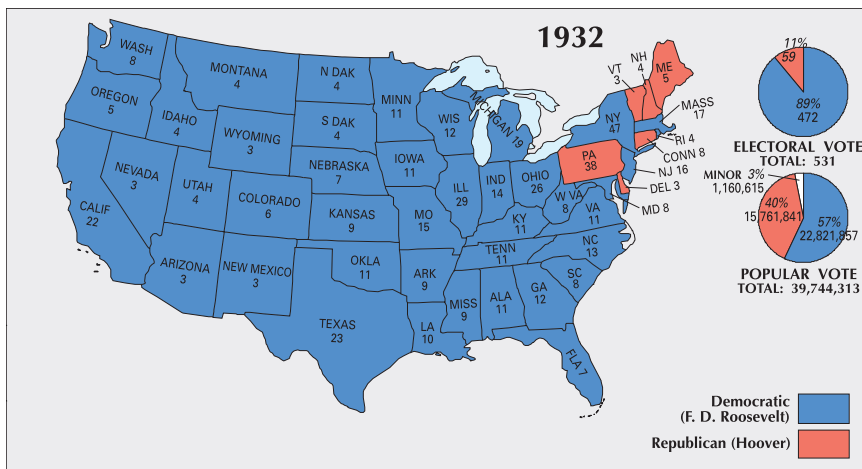 1932
WASH
8
OREGON
5
CALIF
22
IDAHO
4
NEVADA
3
MONTANA
4
WYOMING
3
UTAH
4
COLORADO
6
ARIZONA
3
NEW MEXICO
3
N DAK
4
S DAK
4
NEBRASKA
7
KANSAS
9
OKLA
11
TEXAS
23
MINN
11
IOWA
11
MO
15
ARK
9
LA
10
WIS
12
ILL
29
MICHIGAN 19
IND
14
OHIO
26
KY
11
TENN
11
MISS
9
ALA
11
GA
12
FLA 7
SC
8
NC
13
VA
11
W VA
8
PA
38
NY
47
VT
3
NH
4
ME
5
MASS
17
RI 4
CONN 8
NJ 16
DEL 3
MD 8
11%
59
89%
472
ELECTORAL VOTE
TOTAL: 531
MINOR 3%
1,160,615
40%
15,761,841
57%
22,821,857
POPULAR VOTE
TOTAL: 39,744,313
Democratic
(F. D. Roosevelt)
Republican (Hoover)